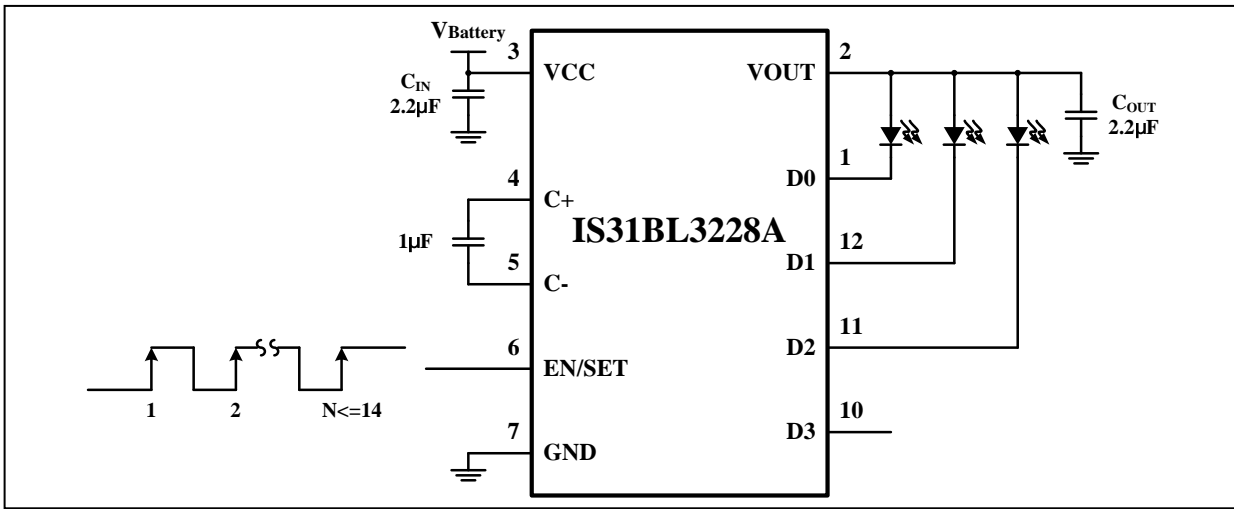 VBattery
3
VCC
CIN
2.2µF
4
C+
1µF
5
C-
6
EN/SET
1 2 N<=14
7
GND
IS31BL3228A
2
VOUT
COUT
2.2µF
1
D0
12
D1
11
D2
10
D3